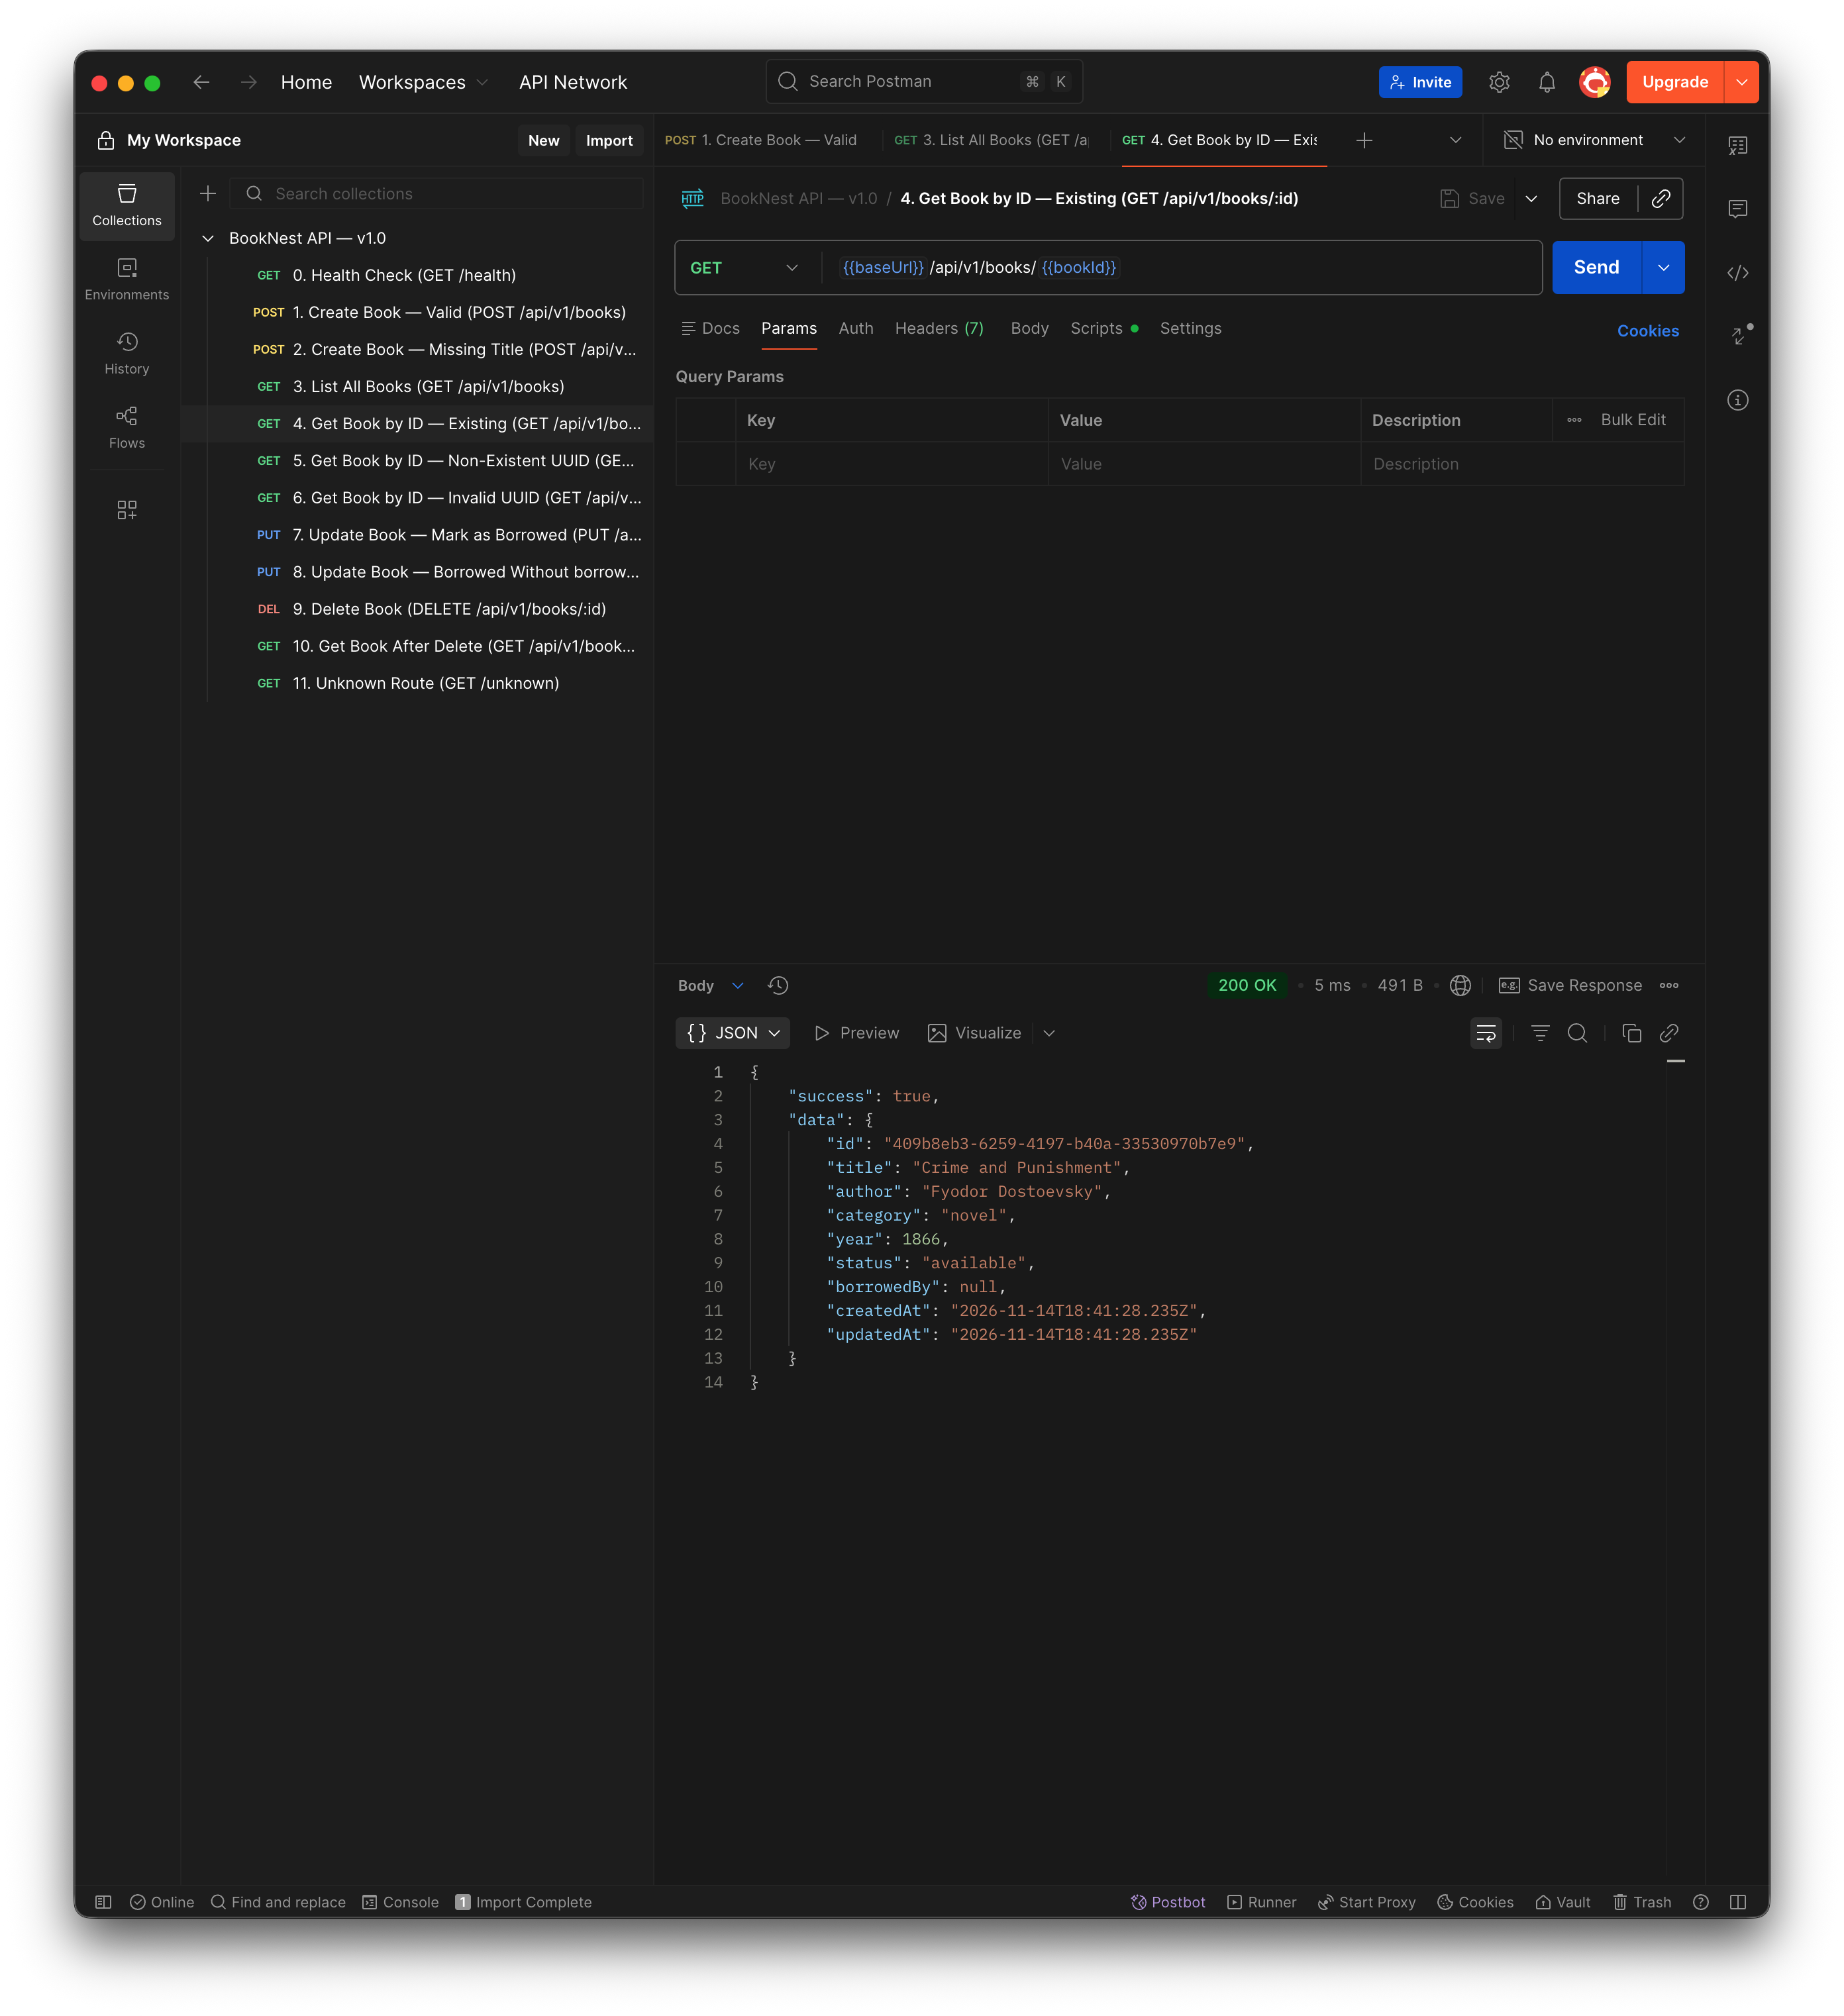 Home Workspaces API Network Search Postman ⌘ K Invite Upgrade
My Workspace New Import
POST 1. Create Book — Valid GET 3. List All Books (GET /a GET 4. Get Book by ID — Exis No environment
Collections
Environments
History
Flows
Search collections
BookNest API — v1.0
GET 0. Health Check (GET /health)
POST 1. Create Book — Valid (POST /api/v1/books)
POST 2. Create Book — Missing Title (POST /api/v...
GET 3. List All Books (GET /api/v1/books)
GET 4. Get Book by ID — Existing (GET /api/v1/bo...
GET 5. Get Book by ID — Non-Existent UUID (GE...
GET 6. Get Book by ID — Invalid UUID (GET /api/v...
PUT 7. Update Book — Mark as Borrowed (PUT /a...
PUT 8. Update Book — Borrowed Without borrow...
DEL 9. Delete Book (DELETE /api/v1/books/:id)
GET 10. Get Book After Delete (GET /api/v1/book...
GET 11. Unknown Route (GET /unknown)
HTTP BookNest API — v1.0 / 4. Get Book by ID — Existing (GET /api/v1/books/:id) Save Share
GET {{baseUrl}} /api/v1/books/ {{bookId}} Send
Docs Params Auth Headers (7) Body Scripts Settings Cookies
Query Params
Key Value Description Bulk Edit
Key Value Description
Body 200 OK 5 ms 491 B e.g. Save Response
{} JSON Preview Visualize
1 {
2 "success": true,
3 "data": {
4 "id": "409b8eb3-6259-4197-b40a-33530970b7e9",
5 "title": "Crime and Punishment",
6 "author": "Fyodor Dostoevsky",
7 "category": "novel",
8 "year": 1866,
9 "status": "available",
10 "borrowedBy": null,
11 "createdAt": "2026-11-14T18:41:28.235Z",
12 "updatedAt": "2026-11-14T18:41:28.235Z"
13 }
14 }
Online Find and replace Console 1 Import Complete Postbot Runner Start Proxy Cookies Vault Trash